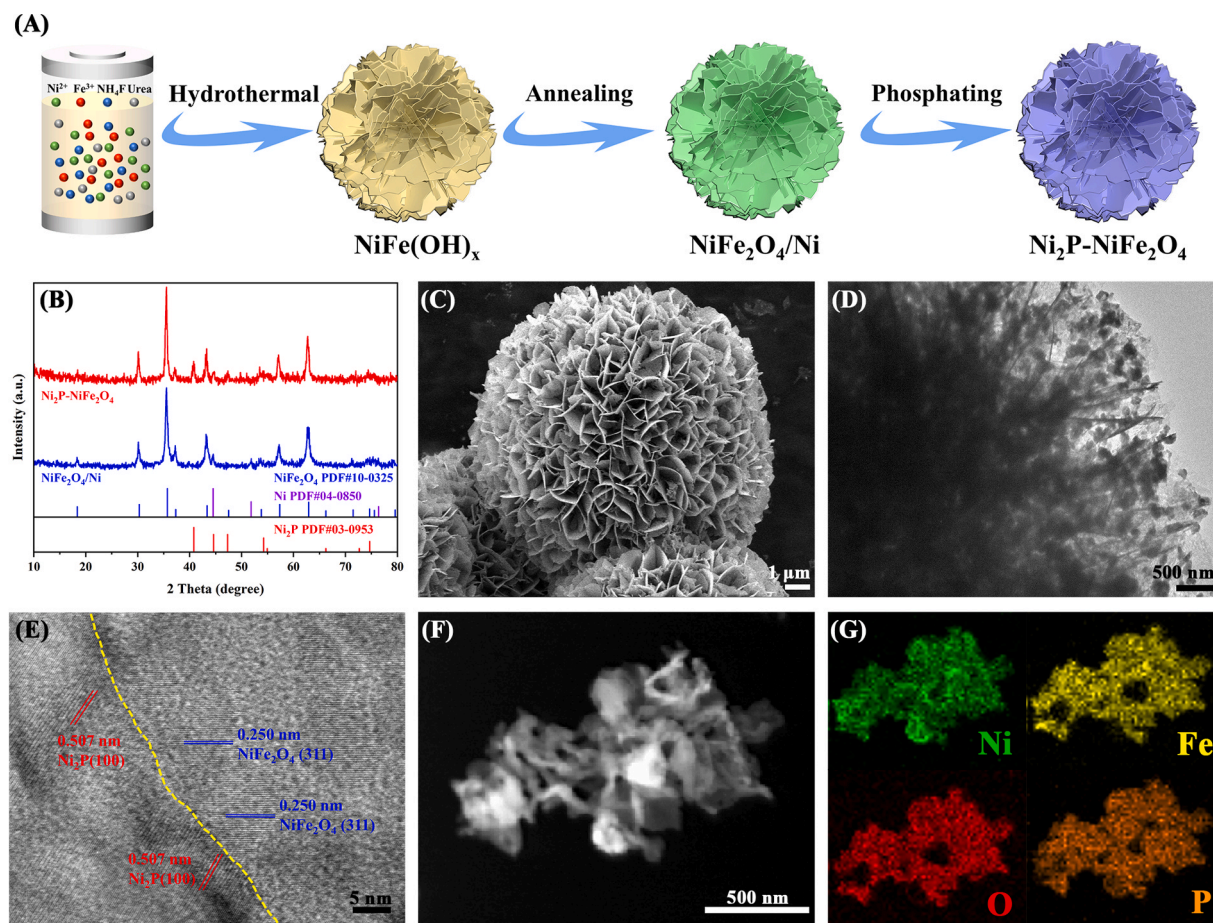 (A)
Ni²⁺ Fe³⁺ NH₄F Urea
Hydrothermal
Annealing
Phosphating
NiFe(OH)ₓ
NiFe₂O₄/Ni
Ni₂P-NiFe₂O₄
(B)
Intensity (a.u.)
Ni₂P-NiFe₂O₄
NiFe₂O₄/Ni
NiFe₂O₄ PDF#10-0325
Ni PDF#04-0850
Ni₂P PDF#03-0953
10 20 30 40 50 60 70 80
2 Theta (degree)
(C)
1 μm
(D)
500 nm
(E)
0.507 nm
Ni₂P(100)
0.250 nm
NiFe₂O₄ (311)
0.250 nm
NiFe₂O₄ (311)
0.507 nm
Ni₂P(100)
5 nm
(F)
500 nm
(G)
Ni
Fe
O
P